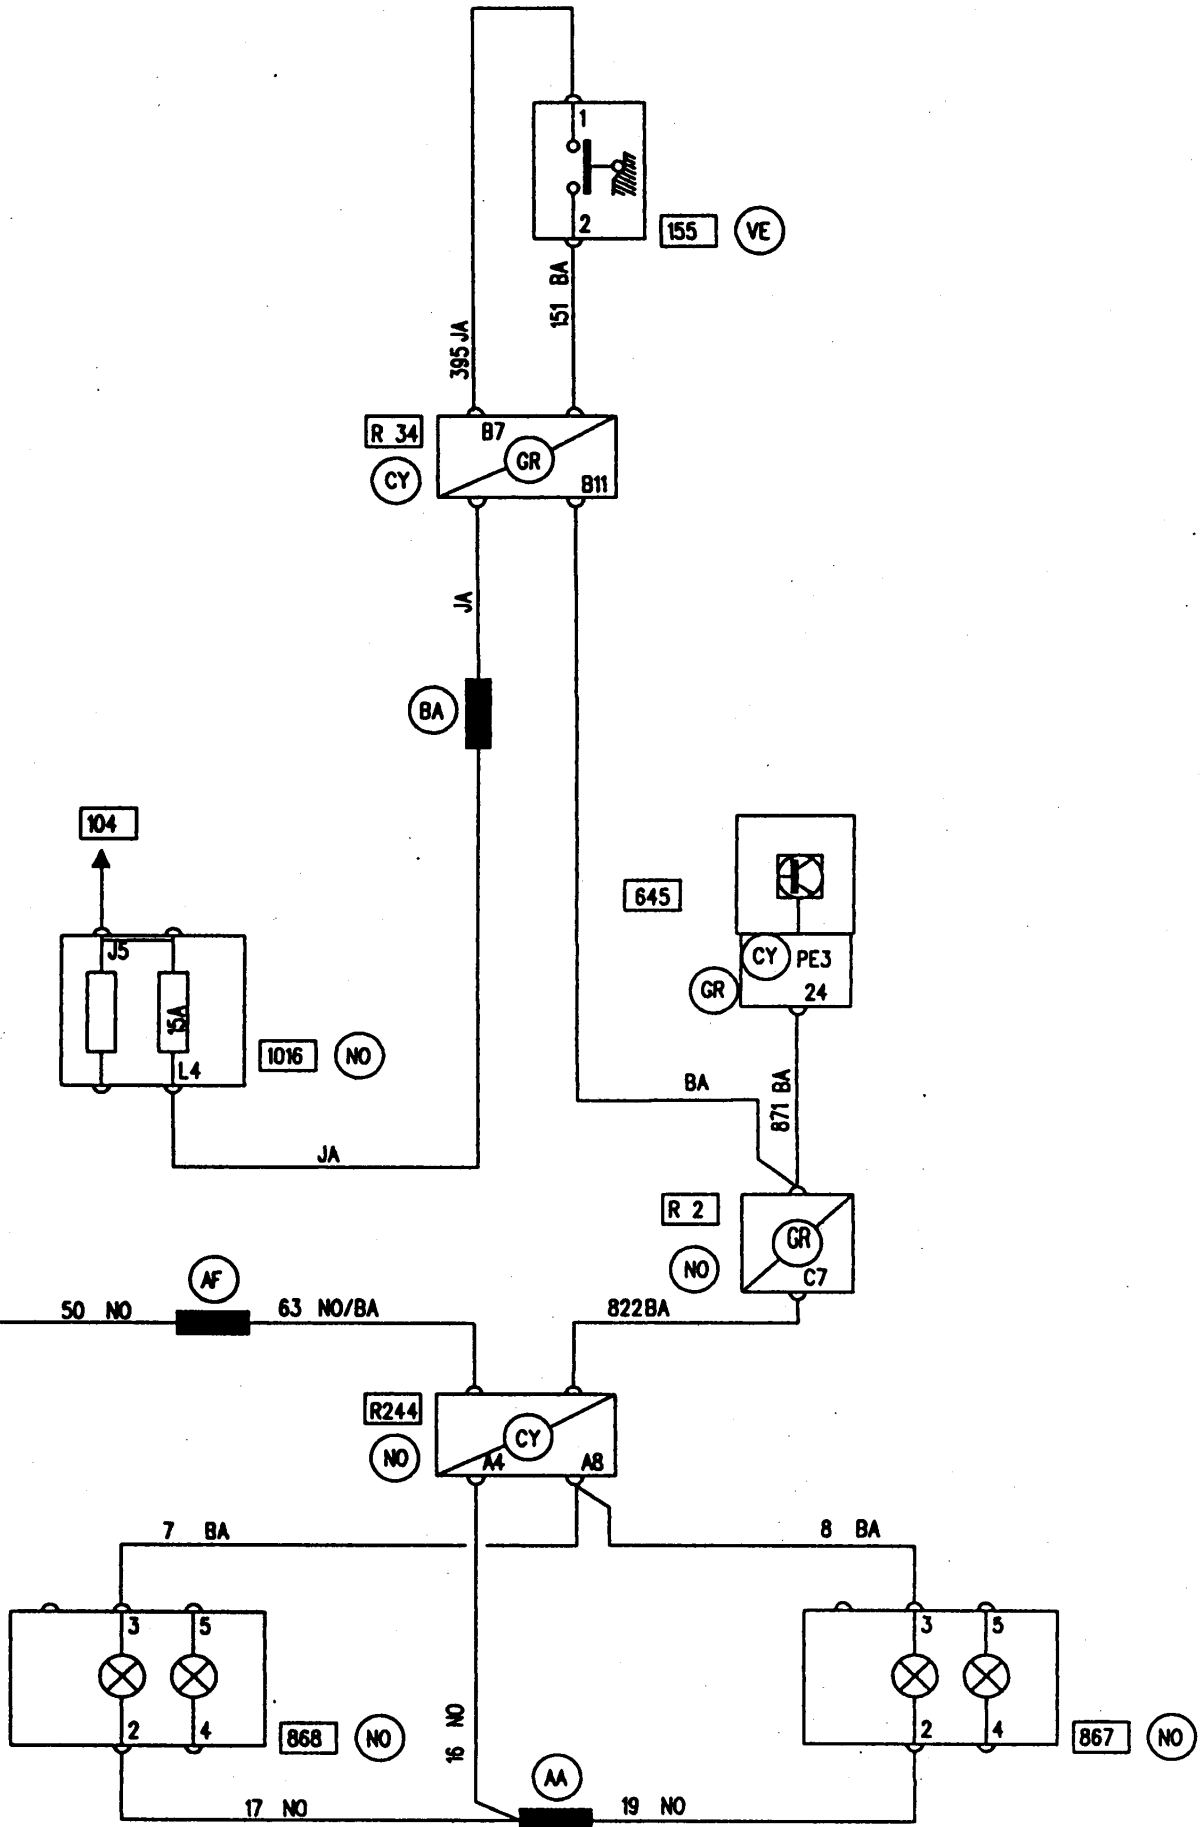 1
2
155 VE
151 BA
395 JA
R 34
B7
GR
CY
B11
JA
BA
104
645
J5
CY PE3
GR
24
15A
1016 NO
L4
BA
871 BA
JA
R 2
GR
NO
C7
AF
50 NO
63 NO/BA
822BA
R244
CY
NO
A4
A8
7 BA
8 BA
3
5
3
5
2
4
868 NO
16 NO
2
4
867 NO
AA
17 NO
19 NO